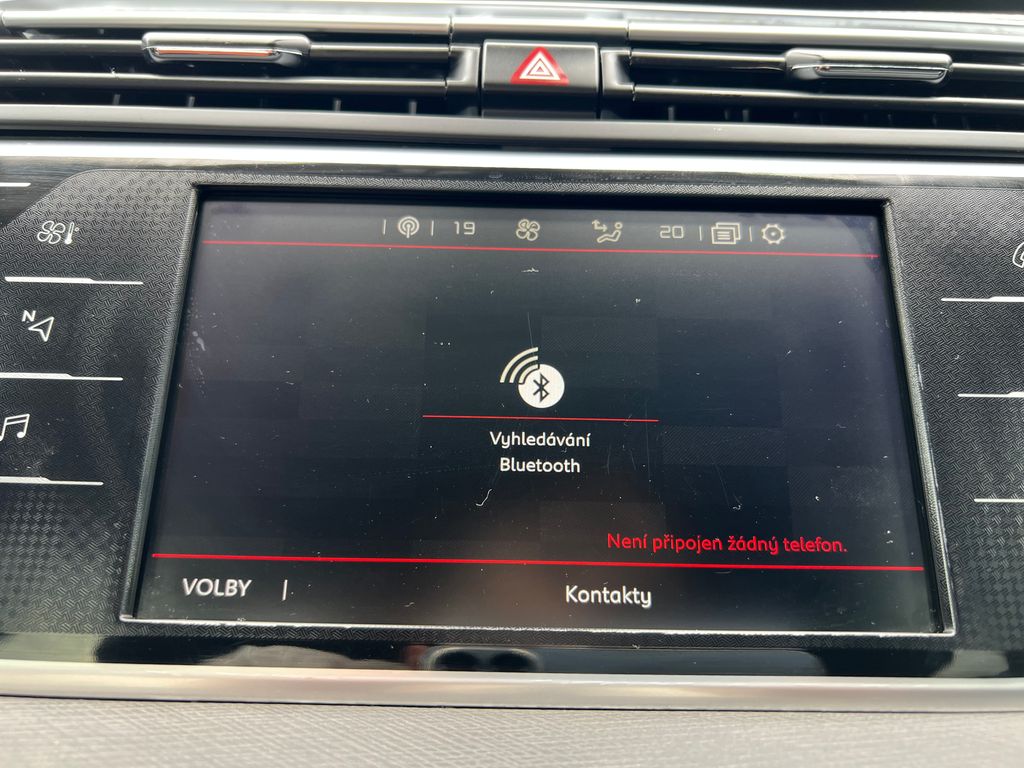 19
20
N
Vyhledávání
Bluetooth
Není připojen žádný telefon.
VOLBY
Kontakty